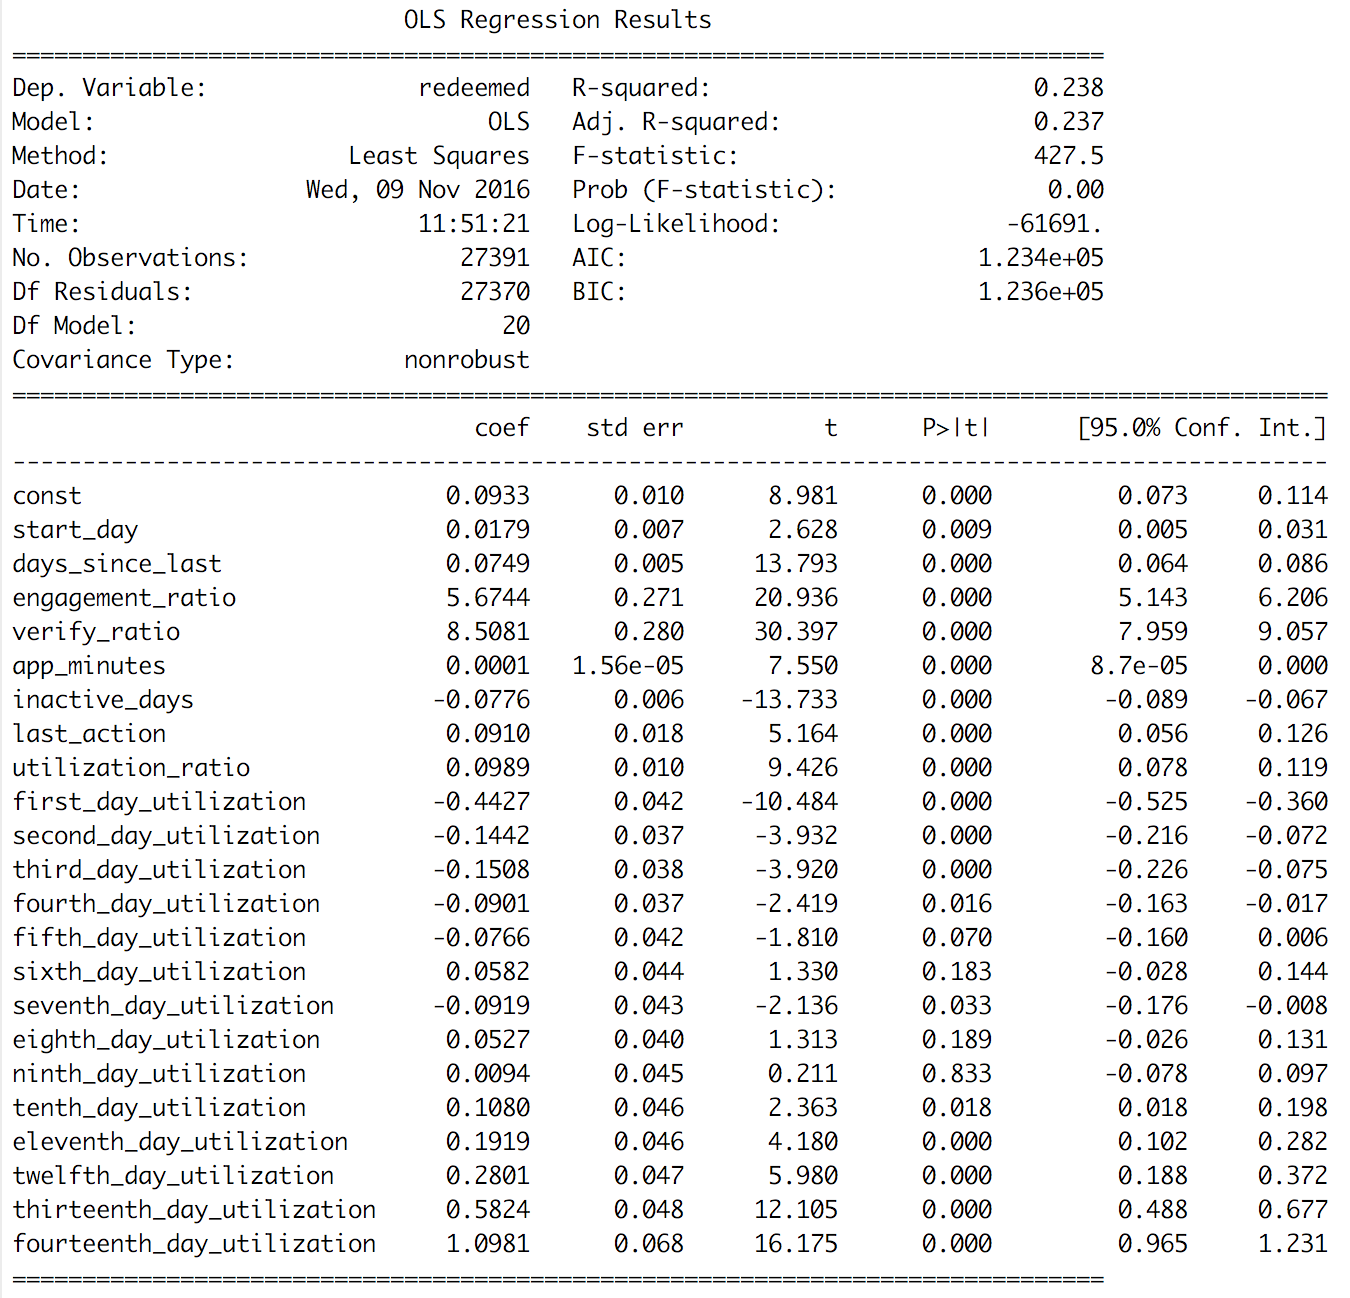 OLS Regression Results
==============================================================================
Dep. Variable: redeemed R-squared: 0.238
Model: OLS Adj. R-squared: 0.237
Method: Least Squares F-statistic: 427.5
Date: Wed, 09 Nov 2016 Prob (F-statistic): 0.00
Time: 11:51:21 Log-Likelihood: -61691.
No. Observations: 27391 AIC: 1.234e+05
Df Residuals: 27370 BIC: 1.236e+05
Df Model: 20
Covariance Type: nonrobust
==============================================================================================
coef std err t P>|t| [95.0% Conf. Int.]
----------------------------------------------------------------------------------------------
const 0.0933 0.010 8.981 0.000 0.073 0.114
start_day 0.0179 0.007 2.628 0.009 0.005 0.031
days_since_last 0.0749 0.005 13.793 0.000 0.064 0.086
engagement_ratio 5.6744 0.271 20.936 0.000 5.143 6.206
verify_ratio 8.5081 0.280 30.397 0.000 7.959 9.057
app_minutes 0.0001 1.56e-05 7.550 0.000 8.7e-05 0.000
inactive_days -0.0776 0.006 -13.733 0.000 -0.089 -0.067
last_action 0.0910 0.018 5.164 0.000 0.056 0.126
utilization_ratio 0.0989 0.010 9.426 0.000 0.078 0.119
first_day_utilization -0.4427 0.042 -10.484 0.000 -0.525 -0.360
second_day_utilization -0.1442 0.037 -3.932 0.000 -0.216 -0.072
third_day_utilization -0.1508 0.038 -3.920 0.000 -0.226 -0.075
fourth_day_utilization -0.0901 0.037 -2.419 0.016 -0.163 -0.017
fifth_day_utilization -0.0766 0.042 -1.810 0.070 -0.160 0.006
sixth_day_utilization 0.0582 0.044 1.330 0.183 -0.028 0.144
seventh_day_utilization -0.0919 0.043 -2.136 0.033 -0.176 -0.008
eighth_day_utilization 0.0527 0.040 1.313 0.189 -0.026 0.131
ninth_day_utilization 0.0094 0.045 0.211 0.833 -0.078 0.097
tenth_day_utilization 0.1080 0.046 2.363 0.018 0.018 0.198
eleventh_day_utilization 0.1919 0.046 4.180 0.000 0.102 0.282
twelfth_day_utilization 0.2801 0.047 5.980 0.000 0.188 0.372
thirteenth_day_utilization 0.5824 0.048 12.105 0.000 0.488 0.677
fourteenth_day_utilization 1.0981 0.068 16.175 0.000 0.965 1.231
==============================================================================